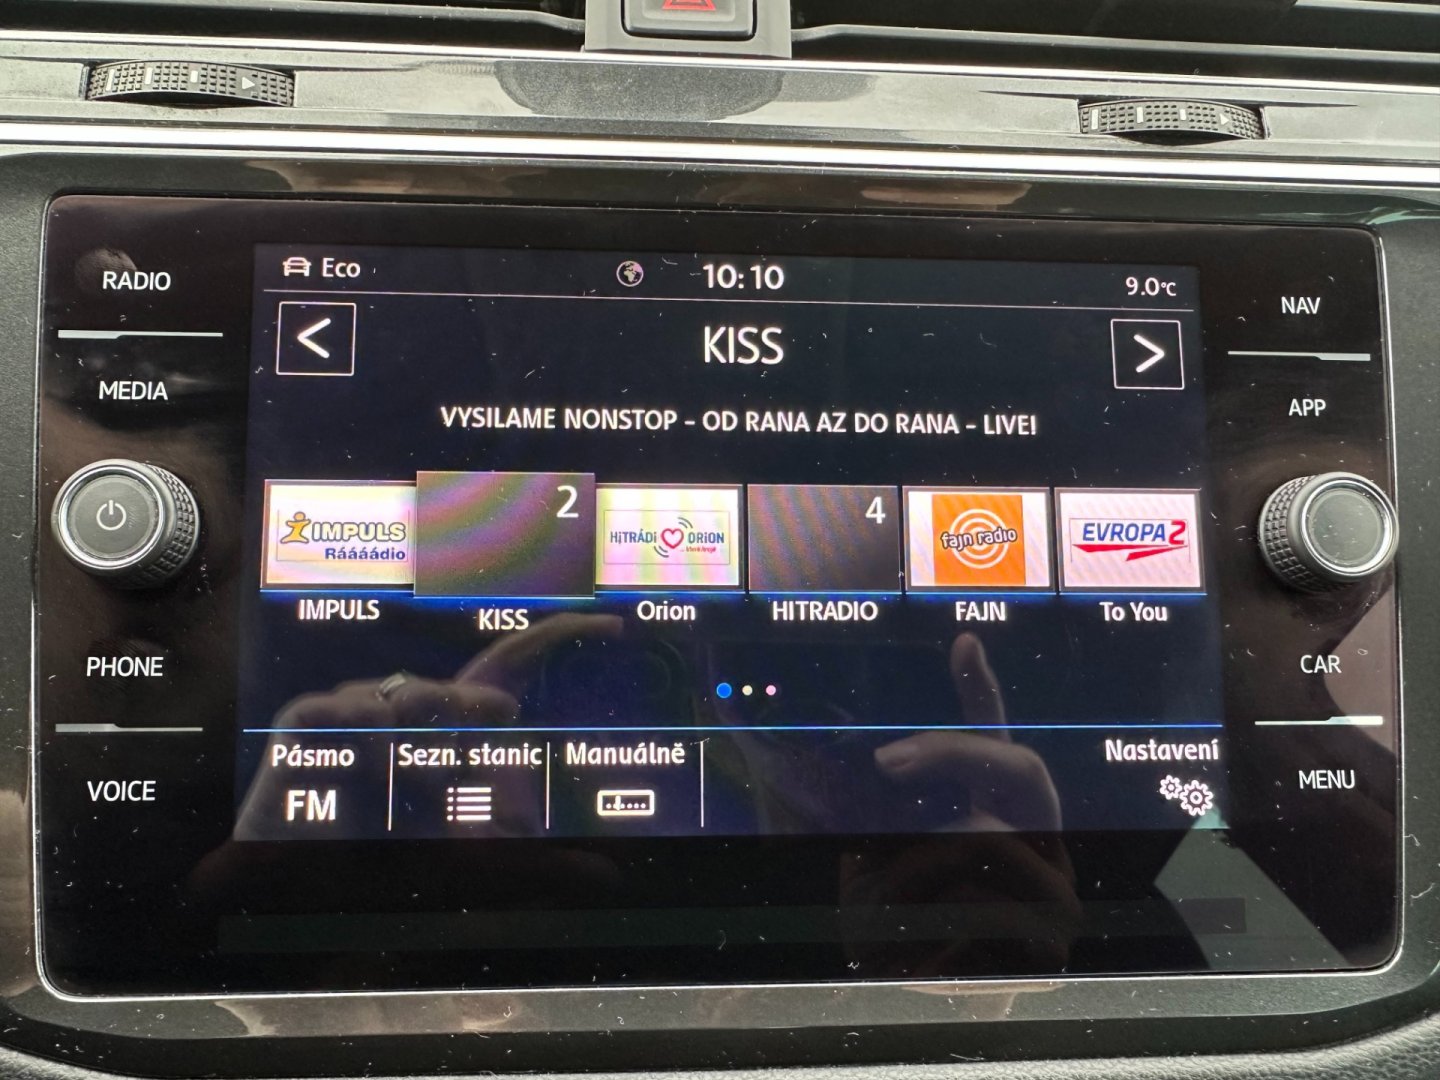 RADIO
MEDIA
PHONE
VOICE
NAV
APP
CAR
MENU
Eco
10:10
9.0°C
<
KISS
>
VYSILAME NONSTOP - OD RANA AZ DO RANA - LIVE!
IMPULS
Ráááádio
2
HITRÁDI ORION
4
fajn radio
EVROPA 2
IMPULS
KISS
Orion
HITRADIO
FAJN
To You
Pásmo
FM
Sezn. stanic
Manuálně
Nastavení